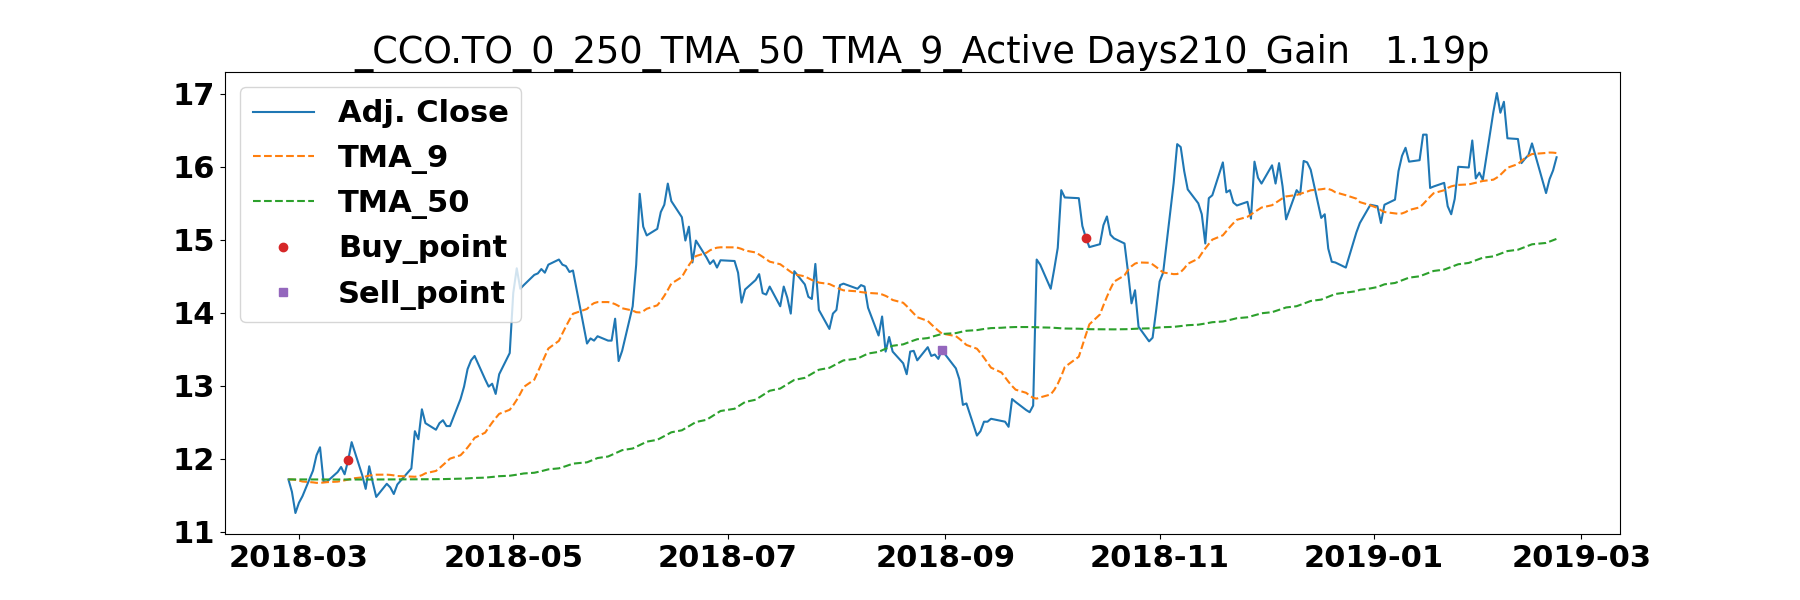 _CCO.TO_0_250_TMA_50_TMA_9_Active Days210_Gain   1.19p
17
16
15
14
13
12
11
Adj. Close
TMA_9
TMA_50
Buy_point
Sell_point
2018-03 2018-05 2018-07 2018-09 2018-11 2019-01 2019-03